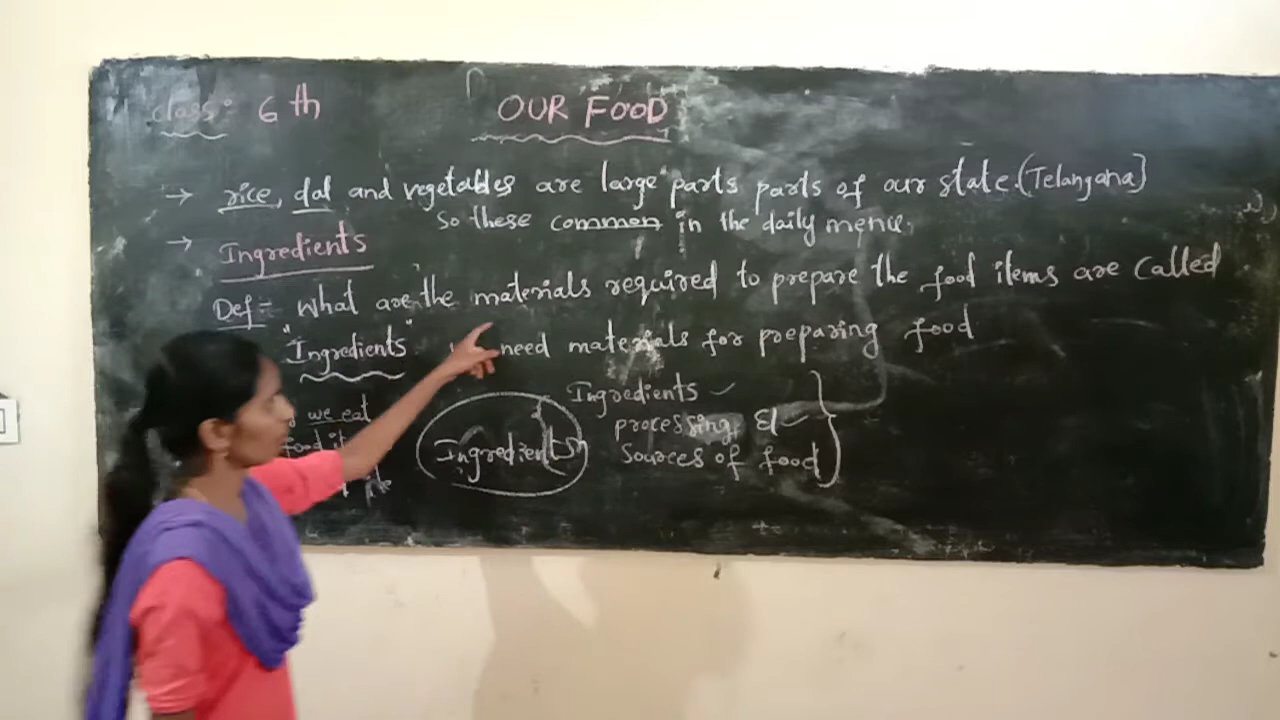 class:- 6 th
OUR FOOD
→ rice, dal and vegetables are large parts parts of our state.(Telangana]
So these common in the daily menu.
→ Ingredients
Def:- What are the materials required to prepare the food items are called
"Ingredients" need materials for preparing food
we eat
food
Ingredients
Ingredients
processing &
Sources of food